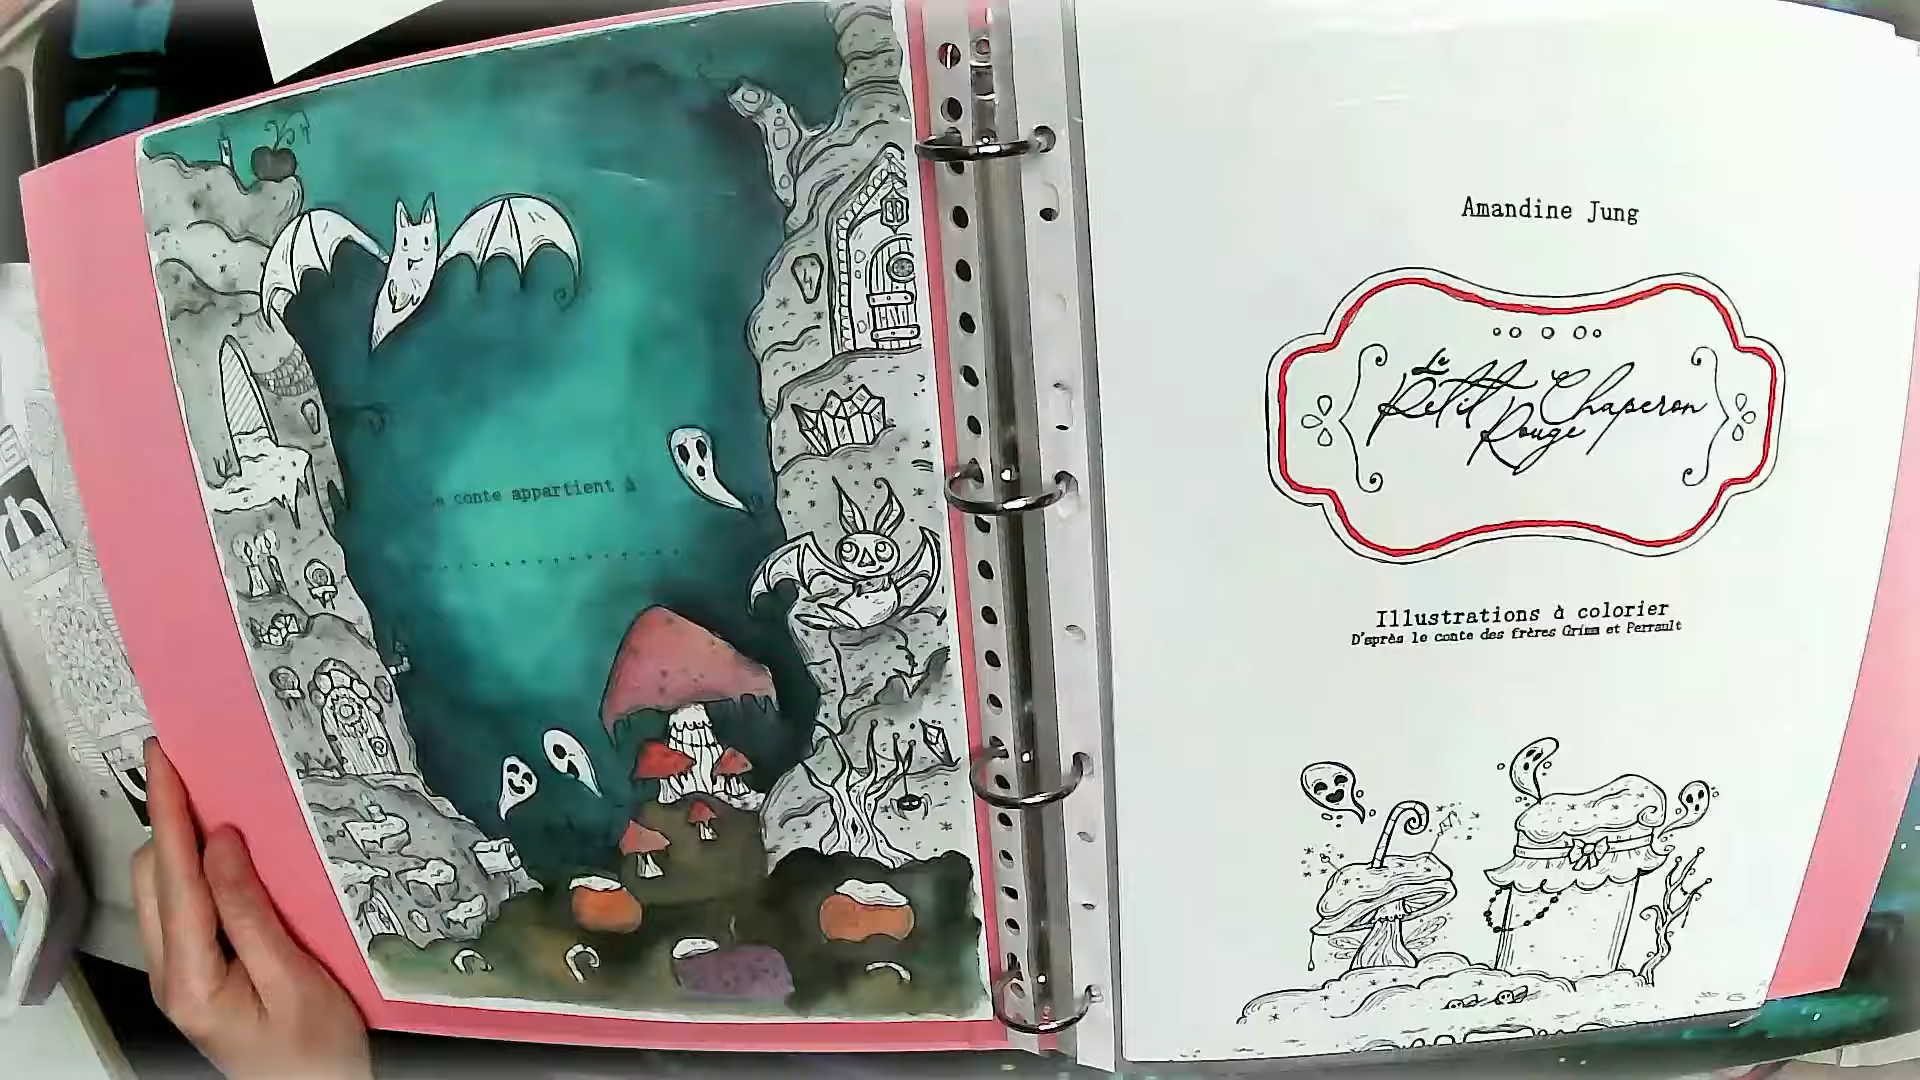 conte appartient à
Amandine Jung
Le
Petit Chaperon
Rouge
Illustrations à colorier
D'après le conte des frères Grimm et Perrault